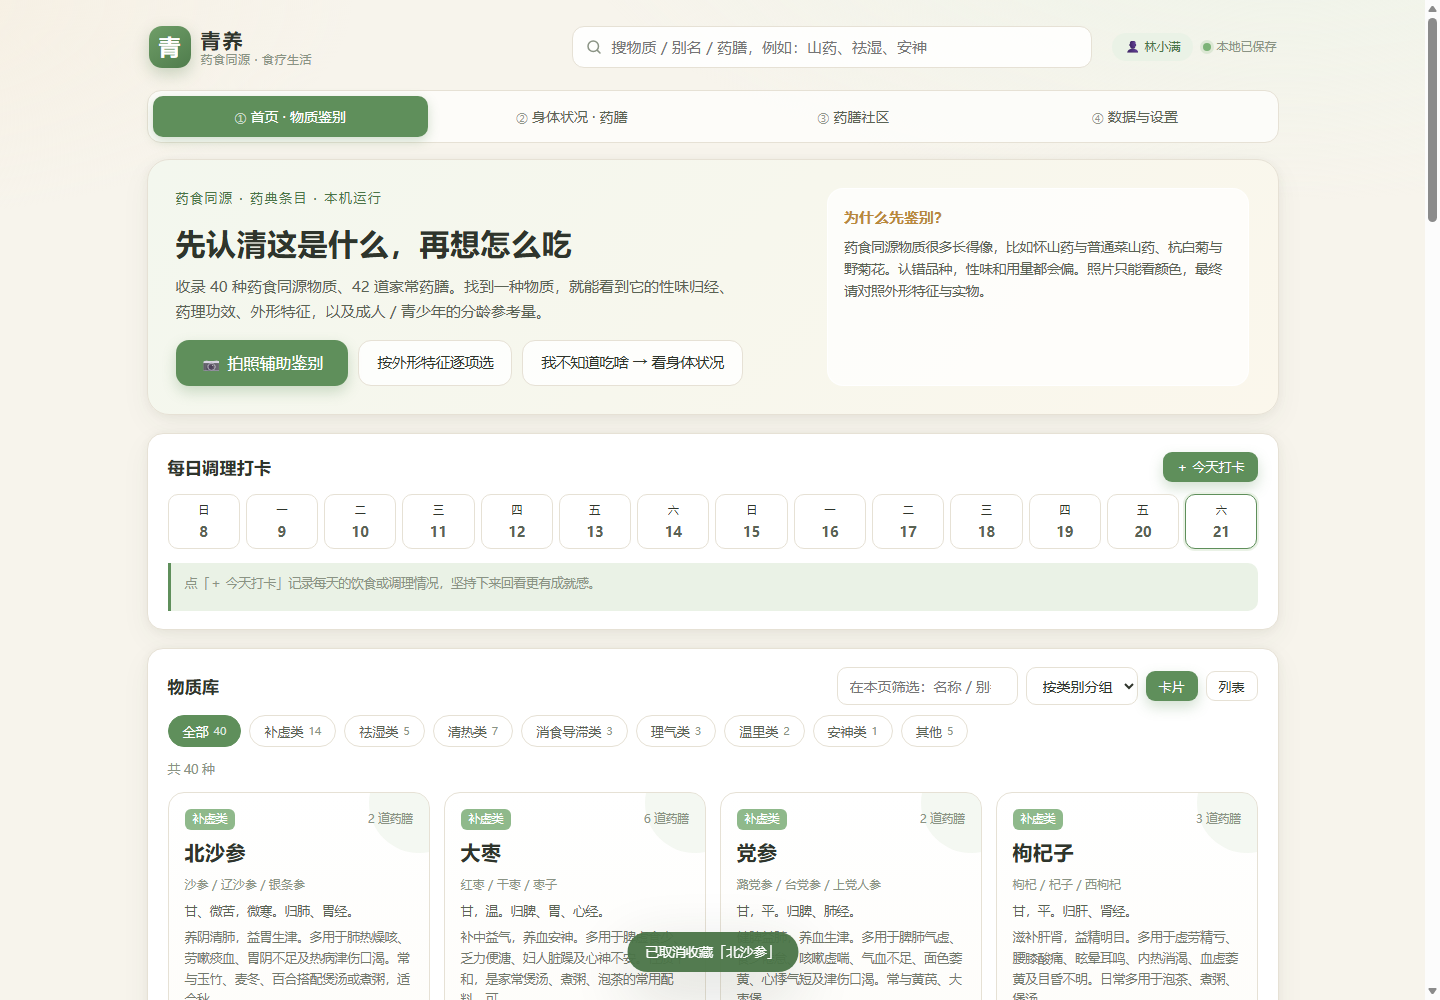 青 青养
药食同源 · 食疗生活
搜物质 / 别名 / 药膳，例如：山药、祛湿、安神
林小满 本地已保存
① 首页 · 物质鉴别 ② 身体状况 · 药膳 ③ 药膳社区 ④ 数据与设置
药食同源 · 药典条目 · 本机运行
先认清这是什么，再想怎么吃
收录 40 种药食同源物质、42 道家常药膳。找到一种物质，就能看到它的性味归经、
药理功效、外形特征，以及成人 / 青少年的分龄参考量。
拍照辅助鉴别 按外形特征逐项选 我不知道吃啥 → 看身体状况
为什么先鉴别？
药食同源物质很多长得像，比如怀山药与普通菜山药、杭白菊与
野菊花。认错品种，性味和用量都会偏。照片只能看颜色，最终
请对照外形特征与实物。
每日调理打卡
+ 今天打卡
日 一 二 三 四 五 六 日 一 二 三 四 五 六
8 9 10 11 12 13 14 15 16 17 18 19 20 21
点「 + 今天打卡」记录每天的饮食或调理情况，坚持下来回看更有成就感。
物质库
在本页筛选：名称 / 别 按类别分组 卡片 列表
全部 40 补虚类 14 祛湿类 5 清热类 7 消食导滞类 3 理气类 3 温里类 2 安神类 1 其他 5
共 40 种
补虚类 2 道药膳
北沙参
沙参 / 辽沙参 / 银条参
甘、微苦，微寒。归肺、胃经。
养阴清肺，益胃生津。多用于肺热燥咳、
劳嗽痰血、胃阴不足及热病津伤口渴。常
与玉竹、麦冬、百合搭配煲汤或煮粥，适
合秋
补虚类 6 道药膳
大枣
红枣 / 干枣 / 枣子
甘，温。归脾、胃、心经。
补中益气，养血安神。多用于脾
乏力便溏、妇人脏躁及心神不
和，是家常煲汤、煮粥、泡茶的常用配
料，可
补虚类 2 道药膳
党参
潞党参 / 台党参 / 上党人参
甘，平。归脾、肺经。
养血生津。多用于脾肺气虚、
咳嗽虚喘、气血不足、面色萎
黄、心悸气短及津伤口渴。常与黄芪、大
枣煲
补虚类 3 道药膳
枸杞子
枸杞 / 杞子 / 西枸杞
甘，平。归肝、肾经。
滋补肝肾，益精明目。多用于虚劳精亏、
腰膝酸痛、眩晕耳鸣、内热消渴、血虚萎
黄及目昏不明。日常多用于泡茶、煮粥、
煲汤
已取消收藏「北沙参」